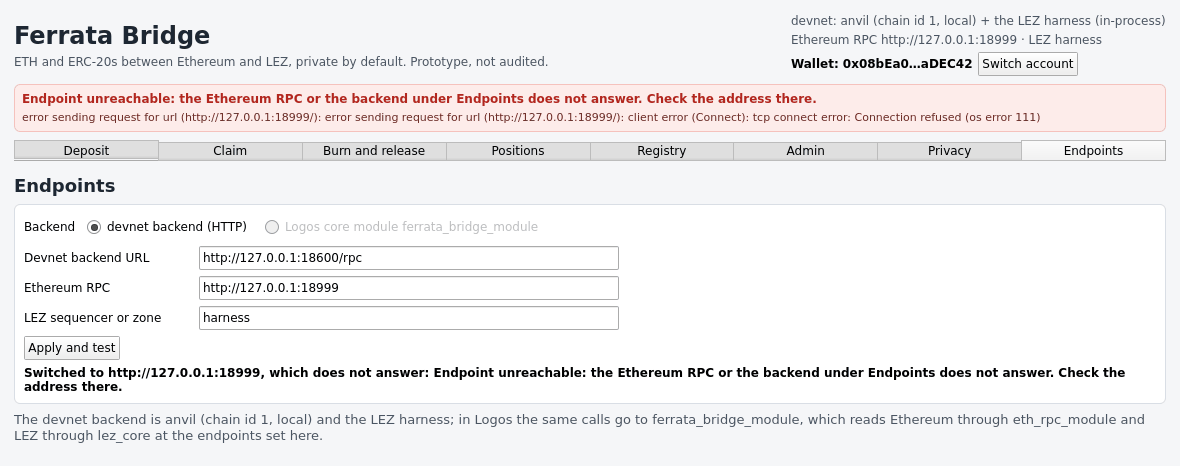 Ferrata Bridge
ETH and ERC-20s between Ethereum and LEZ, private by default. Prototype, not audited.
devnet: anvil (chain id 1, local) + the LEZ harness (in-process)
Ethereum RPC http://127.0.0.1:18999 · LEZ harness
Wallet: 0x08bEa0…aDEC42 Switch account
Endpoint unreachable: the Ethereum RPC or the backend under Endpoints does not answer. Check the address there.
error sending request for url (http://127.0.0.1:18999/): error sending request for url (http://127.0.0.1:18999/): client error (Connect): tcp connect error: Connection refused (os error 111)
Deposit Claim Burn and release Positions Registry Admin Privacy Endpoints
Endpoints
Backend devnet backend (HTTP) Logos core module ferrata_bridge_module
Devnet backend URL http://127.0.0.1:18600/rpc
Ethereum RPC http://127.0.0.1:18999
LEZ sequencer or zone harness
Apply and test
Switched to http://127.0.0.1:18999, which does not answer: Endpoint unreachable: the Ethereum RPC or the backend under Endpoints does not answer. Check the
address there.
The devnet backend is anvil (chain id 1, local) and the LEZ harness; in Logos the same calls go to ferrata_bridge_module, which reads Ethereum through eth_rpc_module and
LEZ through lez_core at the endpoints set here.